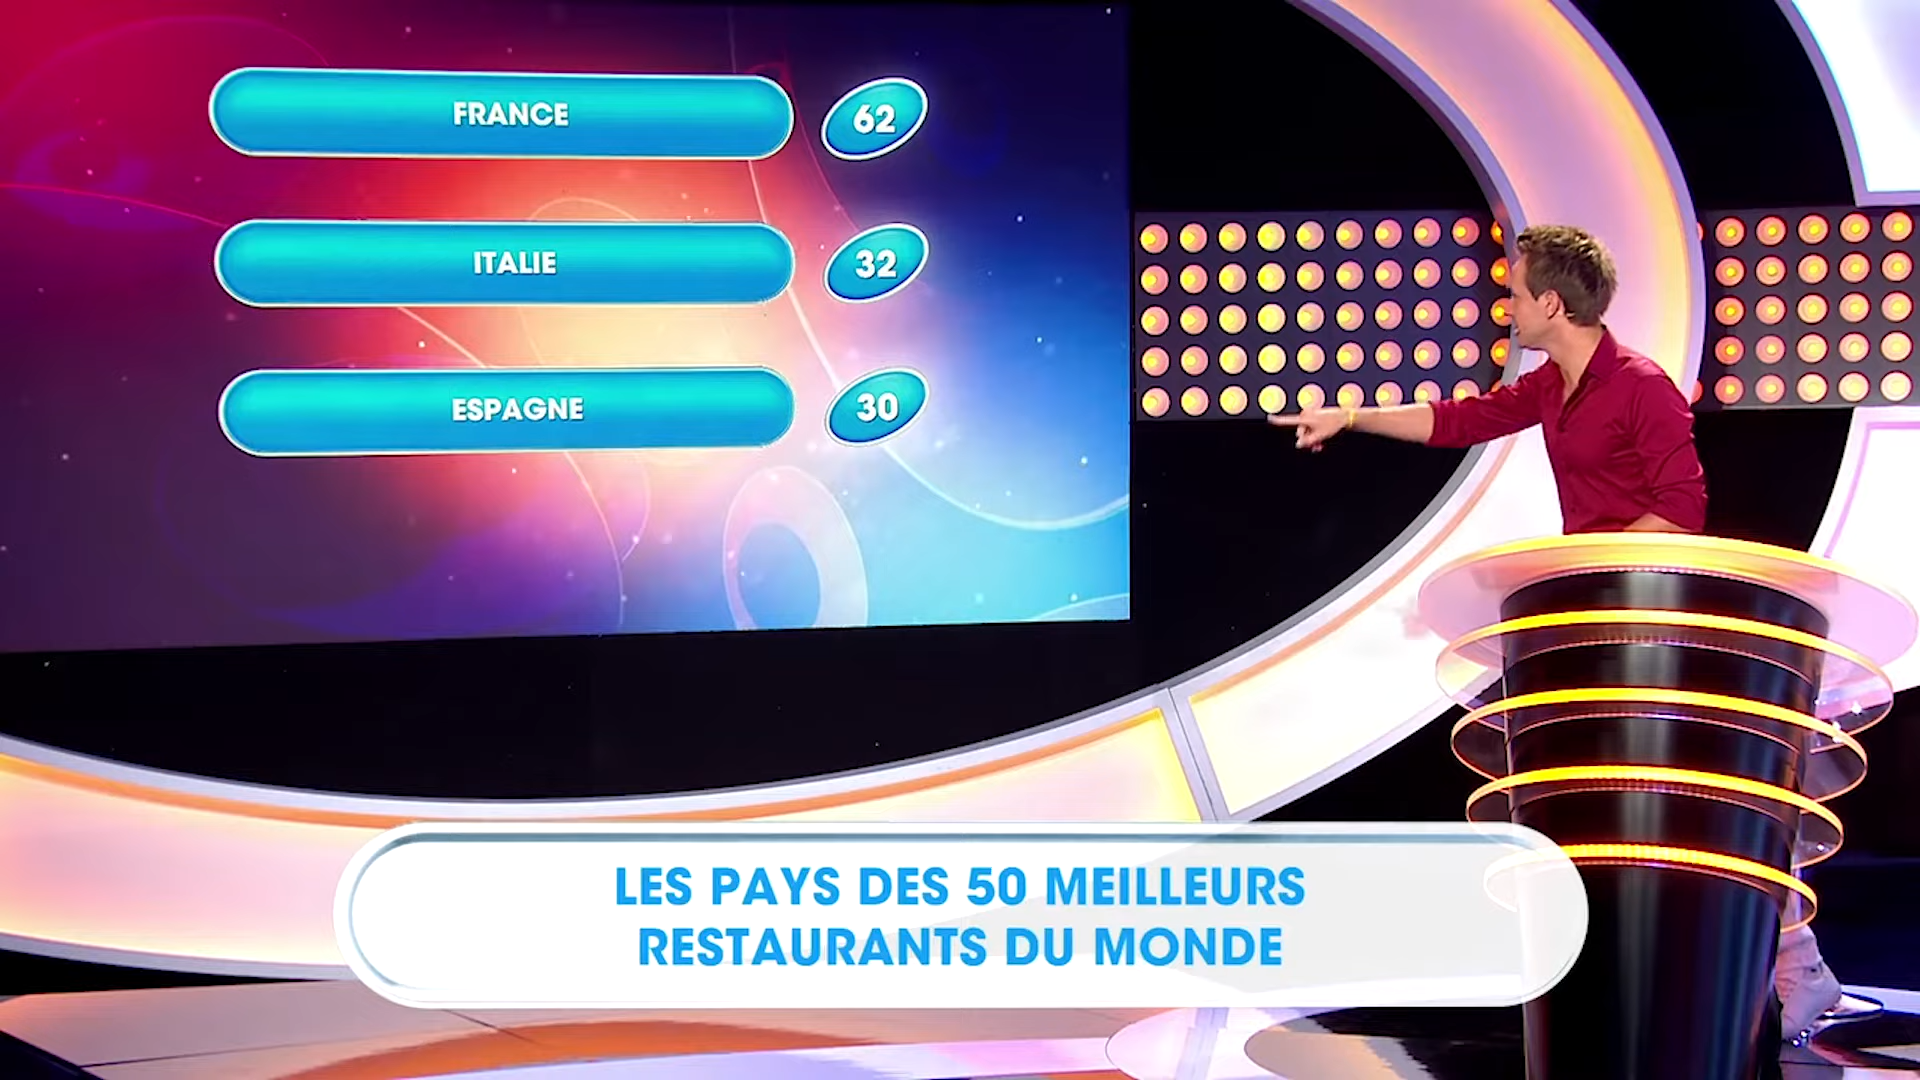 FRANCE 62
ITALIE 32
ESPAGNE 30
LES PAYS DES 50 MEILLEURS
RESTAURANTS DU MONDE